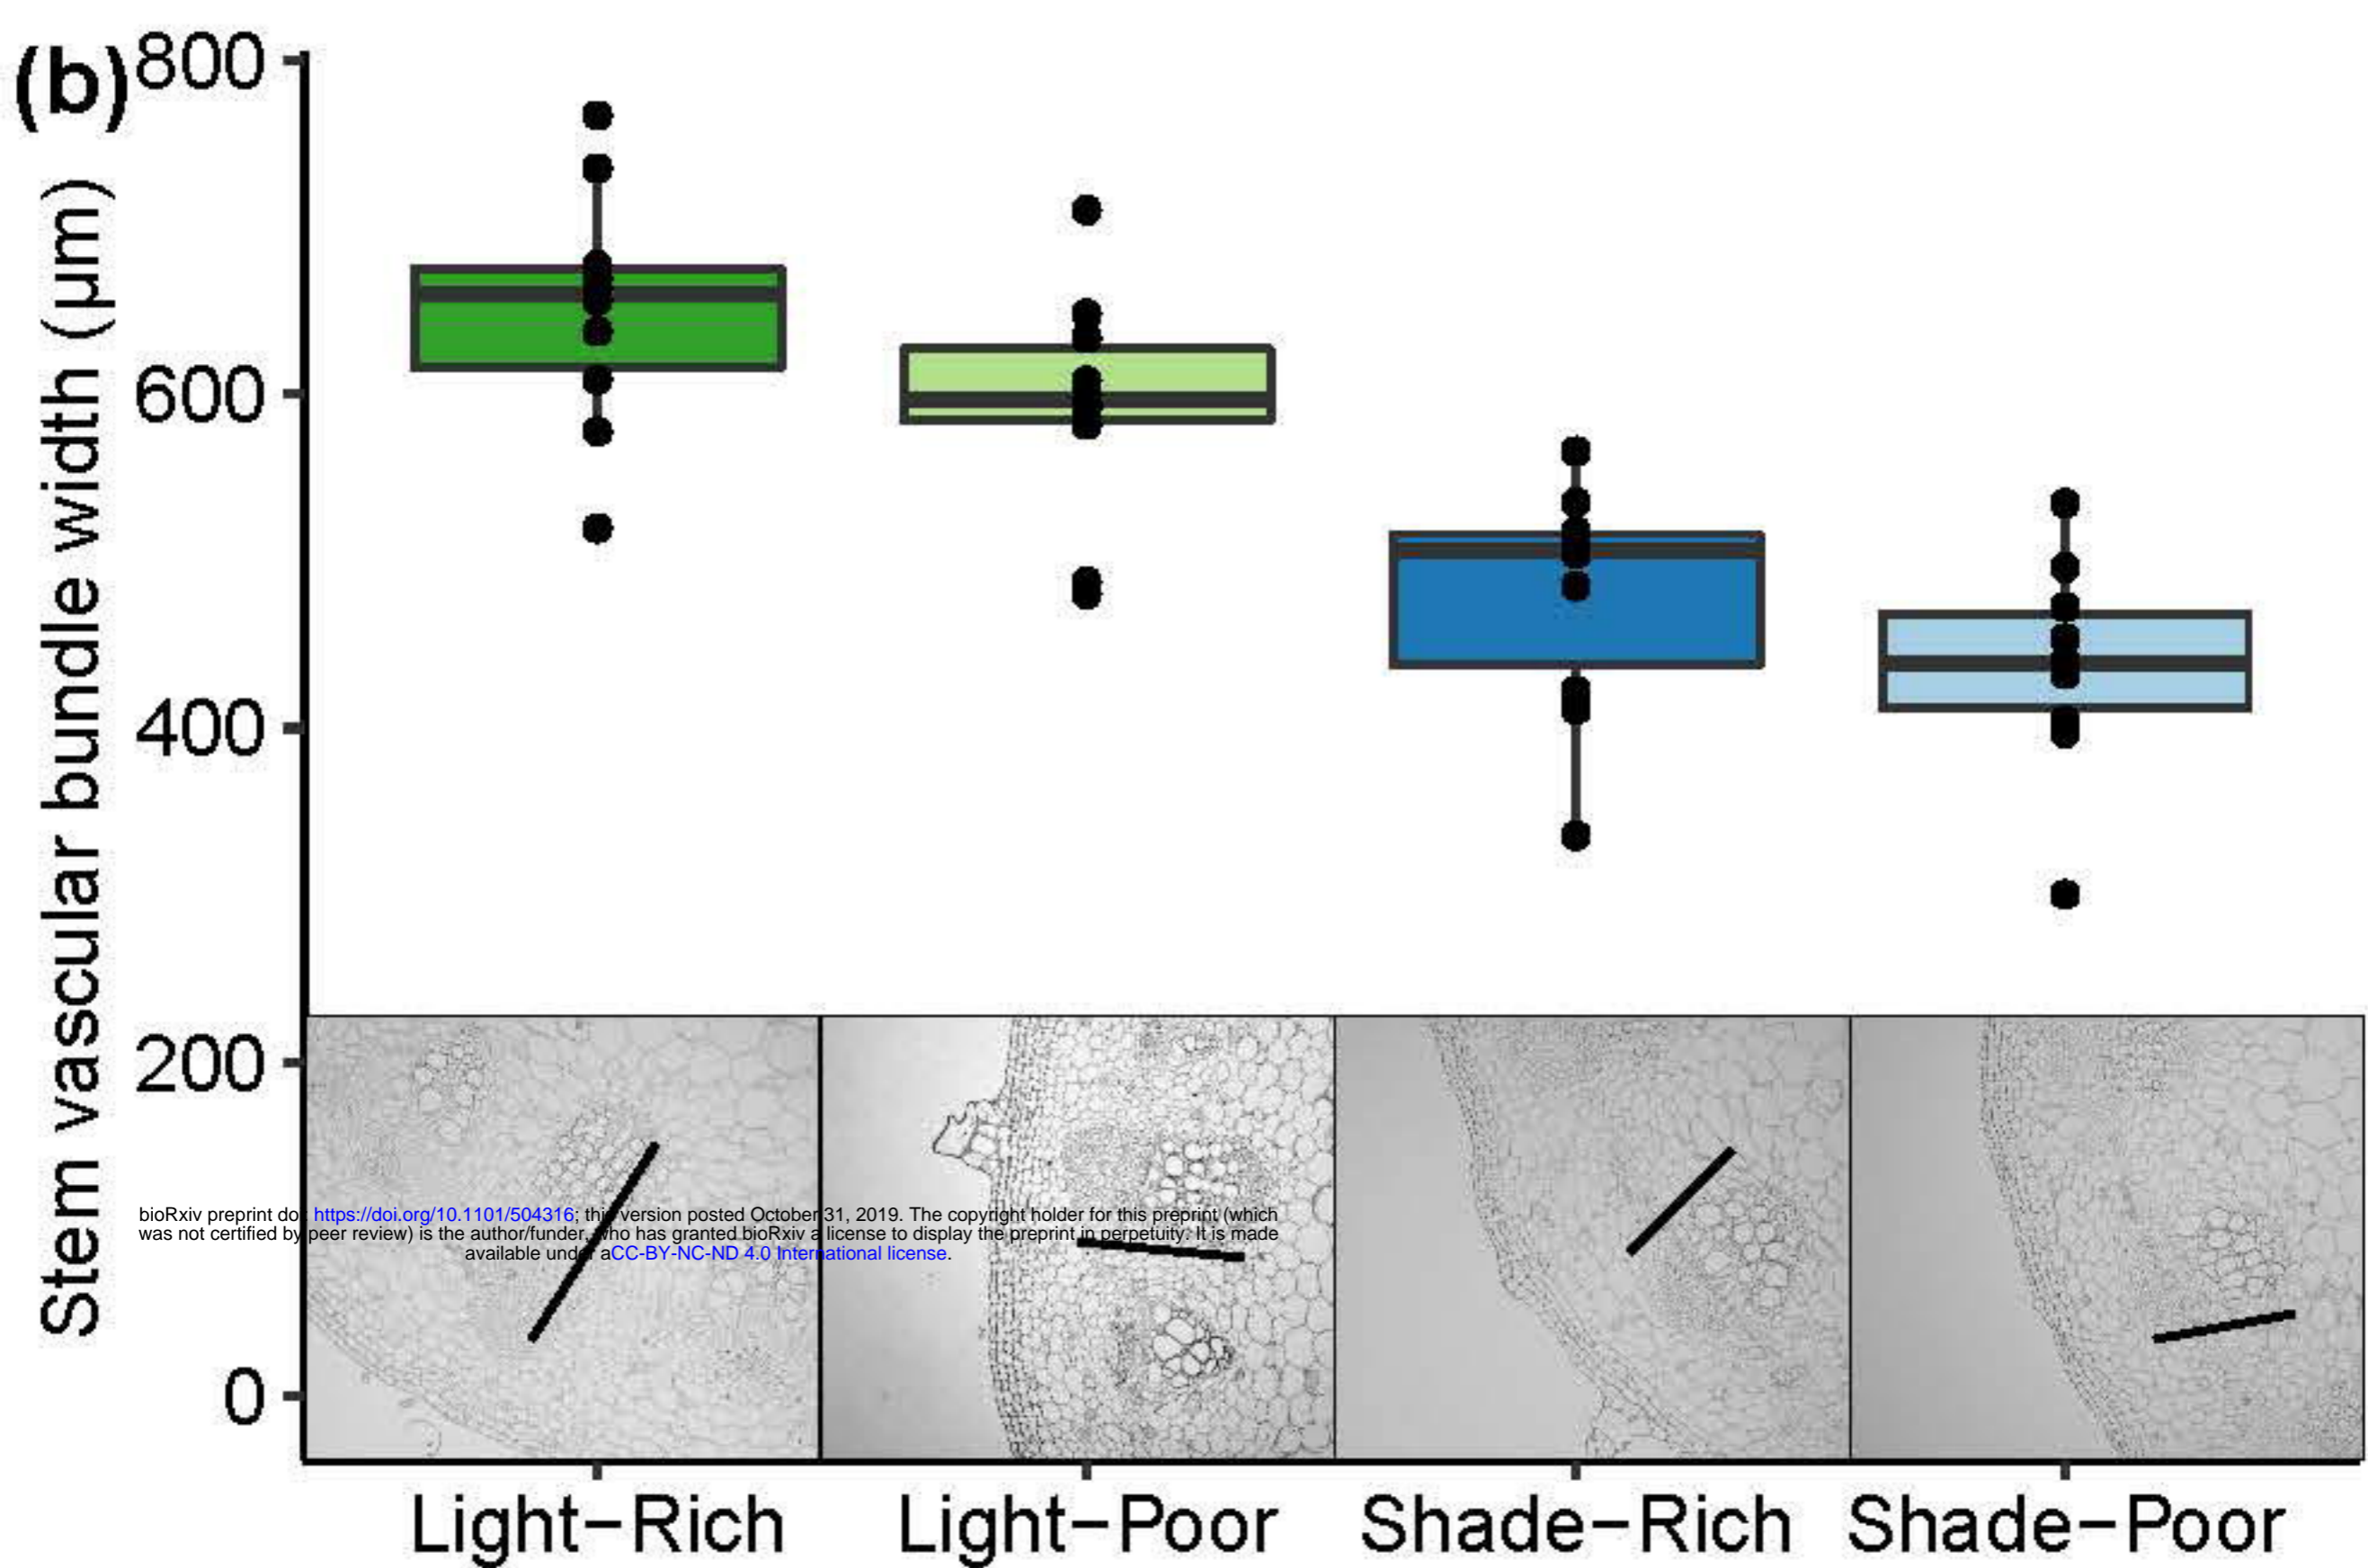 (b)
Stem vascular bundle width (µm)
800
600
400
200
0
bioRxiv preprint doi: https://doi.org/10.1101/504316; this version posted October 31, 2019. The copyright holder for this preprint (which
was not certified by peer review) is the author/funder, who has granted bioRxiv a license to display the preprint in perpetuity. It is made
available under aCC-BY-NC-ND 4.0 International license.
Light−Rich Light−Poor Shade−Rich Shade−Poor